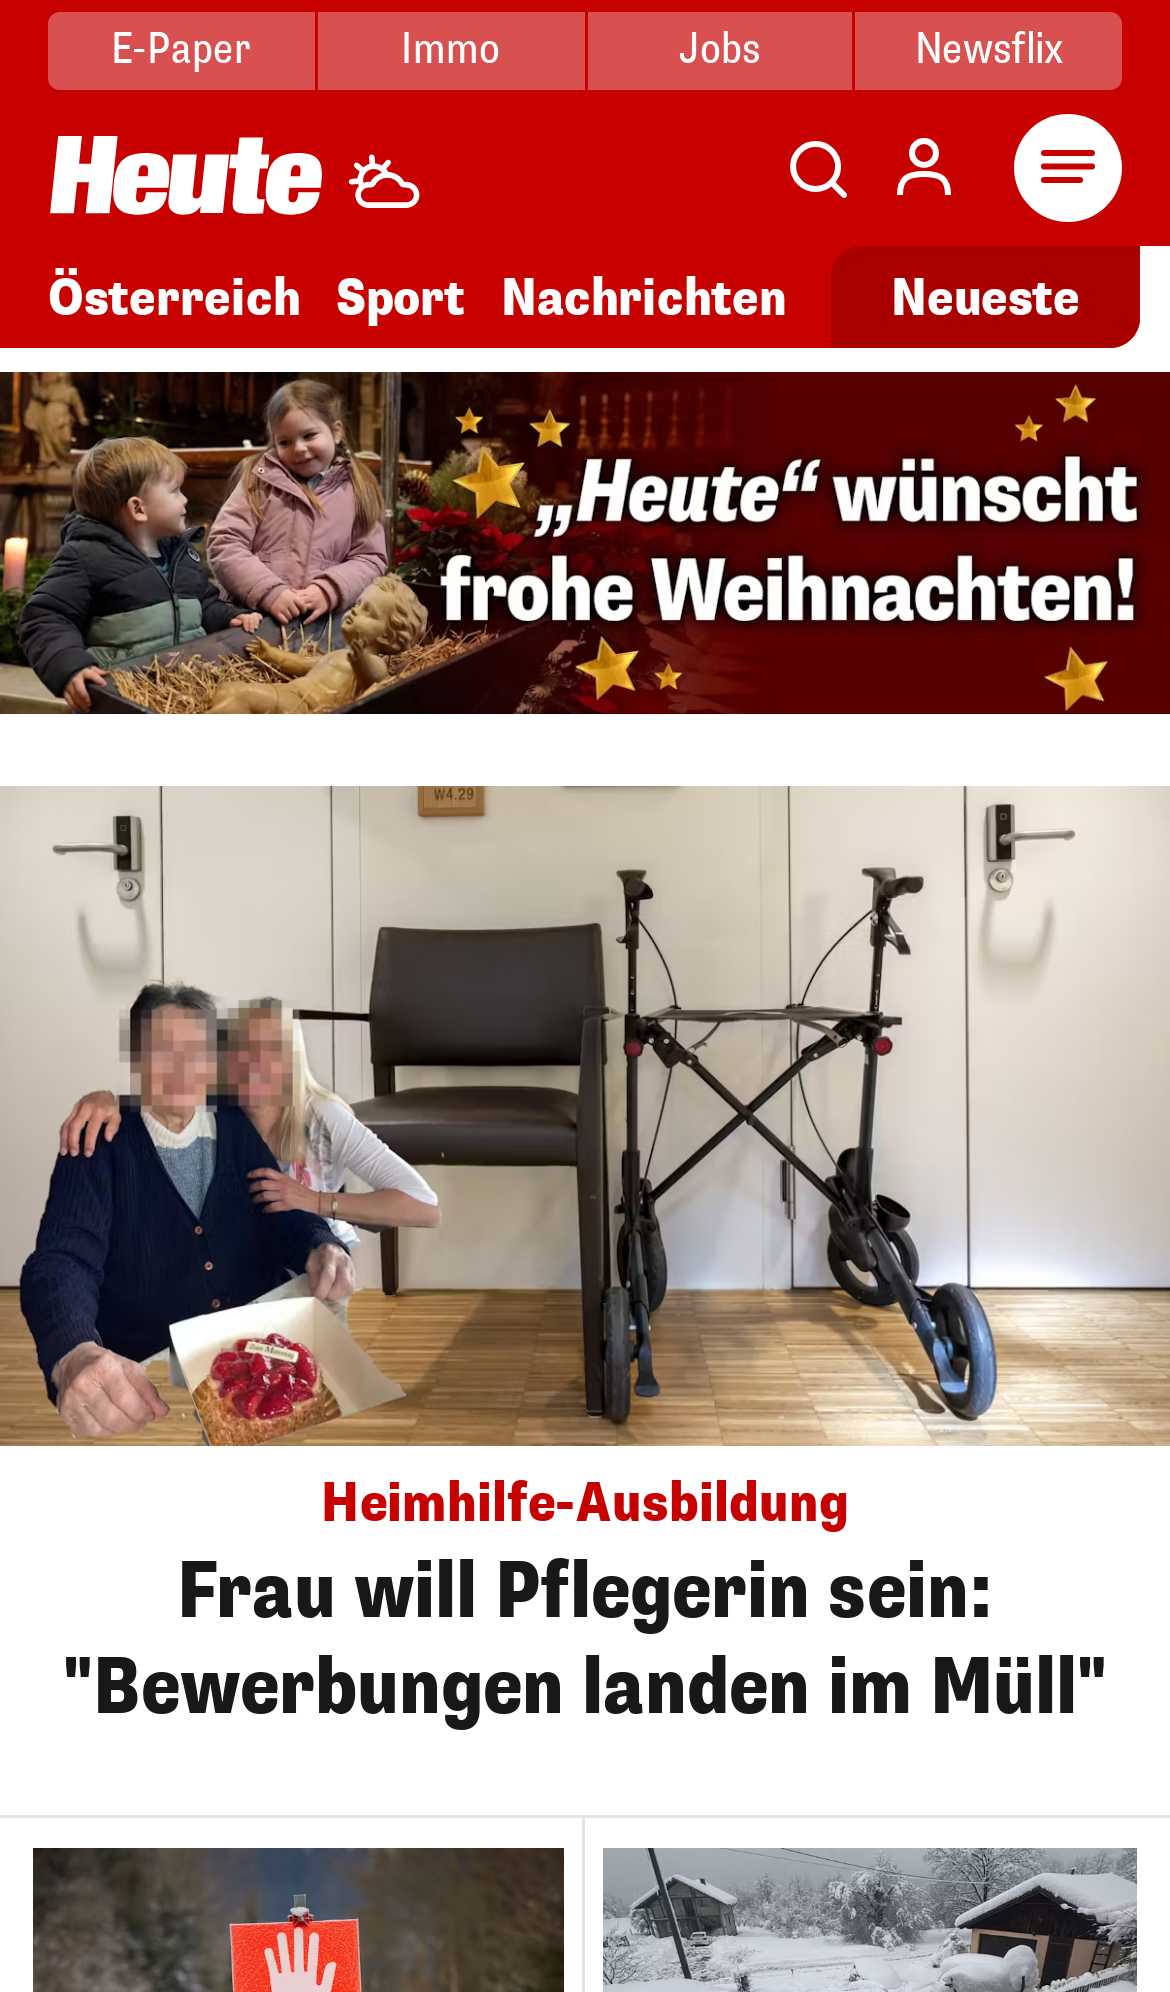 E-Paper
Immo
Jobs
Newsflix
Heute
Österreich
Sport
Nachrichten
Neueste
„Heute“ wünscht
frohe Weihnachten!
W4.29
Heimhilfe-Ausbildung
Frau will Pflegerin sein:
"Bewerbungen landen im Müll"